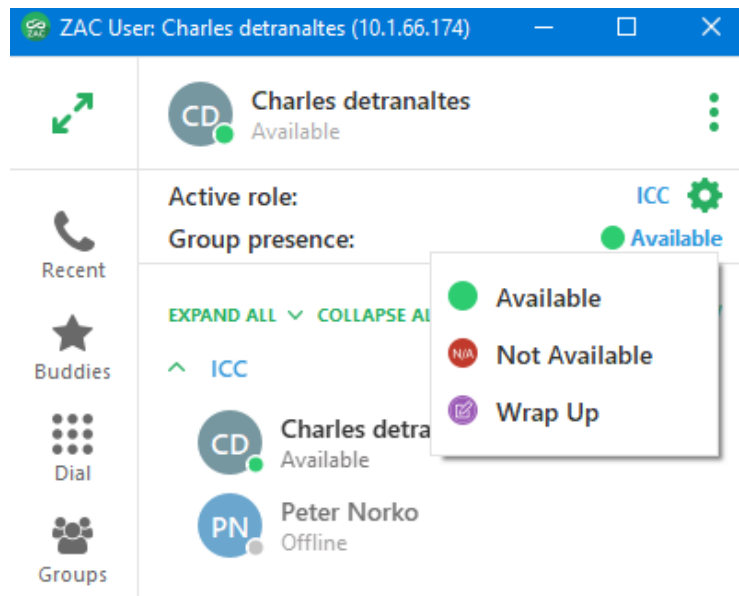 ZAC User: Charles detranaltes (10.1.66.174)
CD
Charles detranaltes
Available
Active role:
ICC
Group presence:
Available
Recent
Buddies
Dial
Groups
EXPAND ALL
COLLAPSE AL
Available
N/A
Not Available
Wrap Up
ICC
CD
Charles detra
Available
PN
Peter Norko
Offline